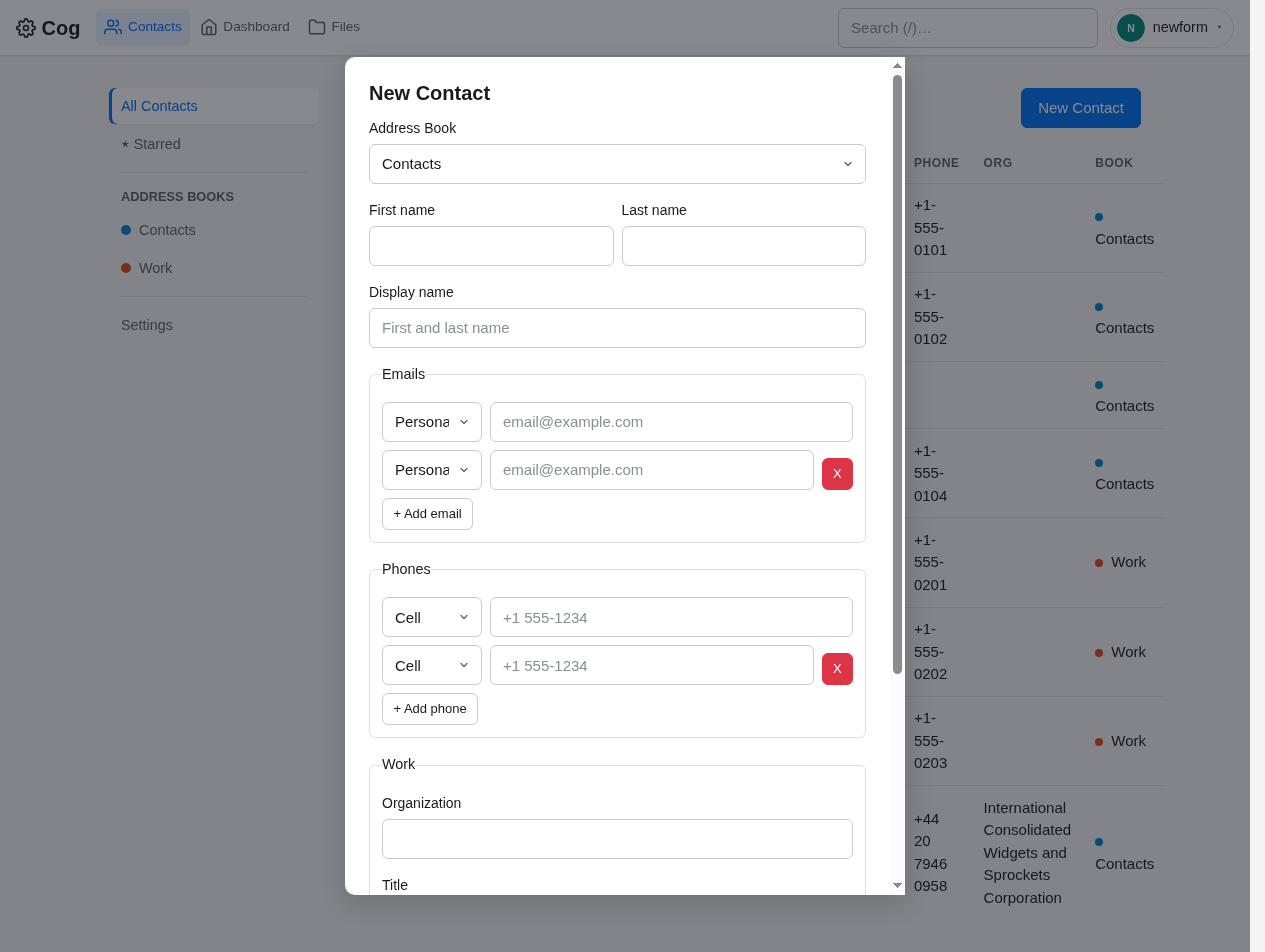 Cog
Contacts
Dashboard
Files
Search (/)…
N
newform
All Contacts
★ Starred
ADDRESS BOOKS
Contacts
Work
Settings
New Contact
PHONE ORG BOOK
+1-
555-
0101
Contacts
+1-
555-
0102
Contacts
Contacts
+1-
555-
0104
Contacts
+1-
555-
0201
Work
+1-
555-
0202
Work
+1-
555-
0203
Work
+44
20
7946
0958
International
Consolidated
Widgets and
Sprockets
Corporation
Contacts
New Contact
Address Book
Contacts
First name
Last name
Display name
First and last name
Emails
Persona
email@example.com
Persona
email@example.com
X
+ Add email
Phones
Cell
+1 555-1234
Cell
+1 555-1234
X
+ Add phone
Work
Organization
Title